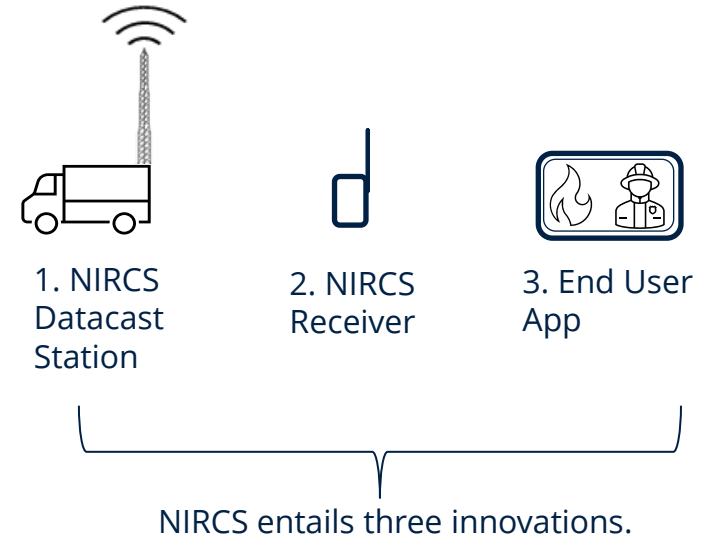 1. NIRCS
Datacast
Station
2. NIRCS
Receiver
3. End User
App
NIRCS entails three innovations.